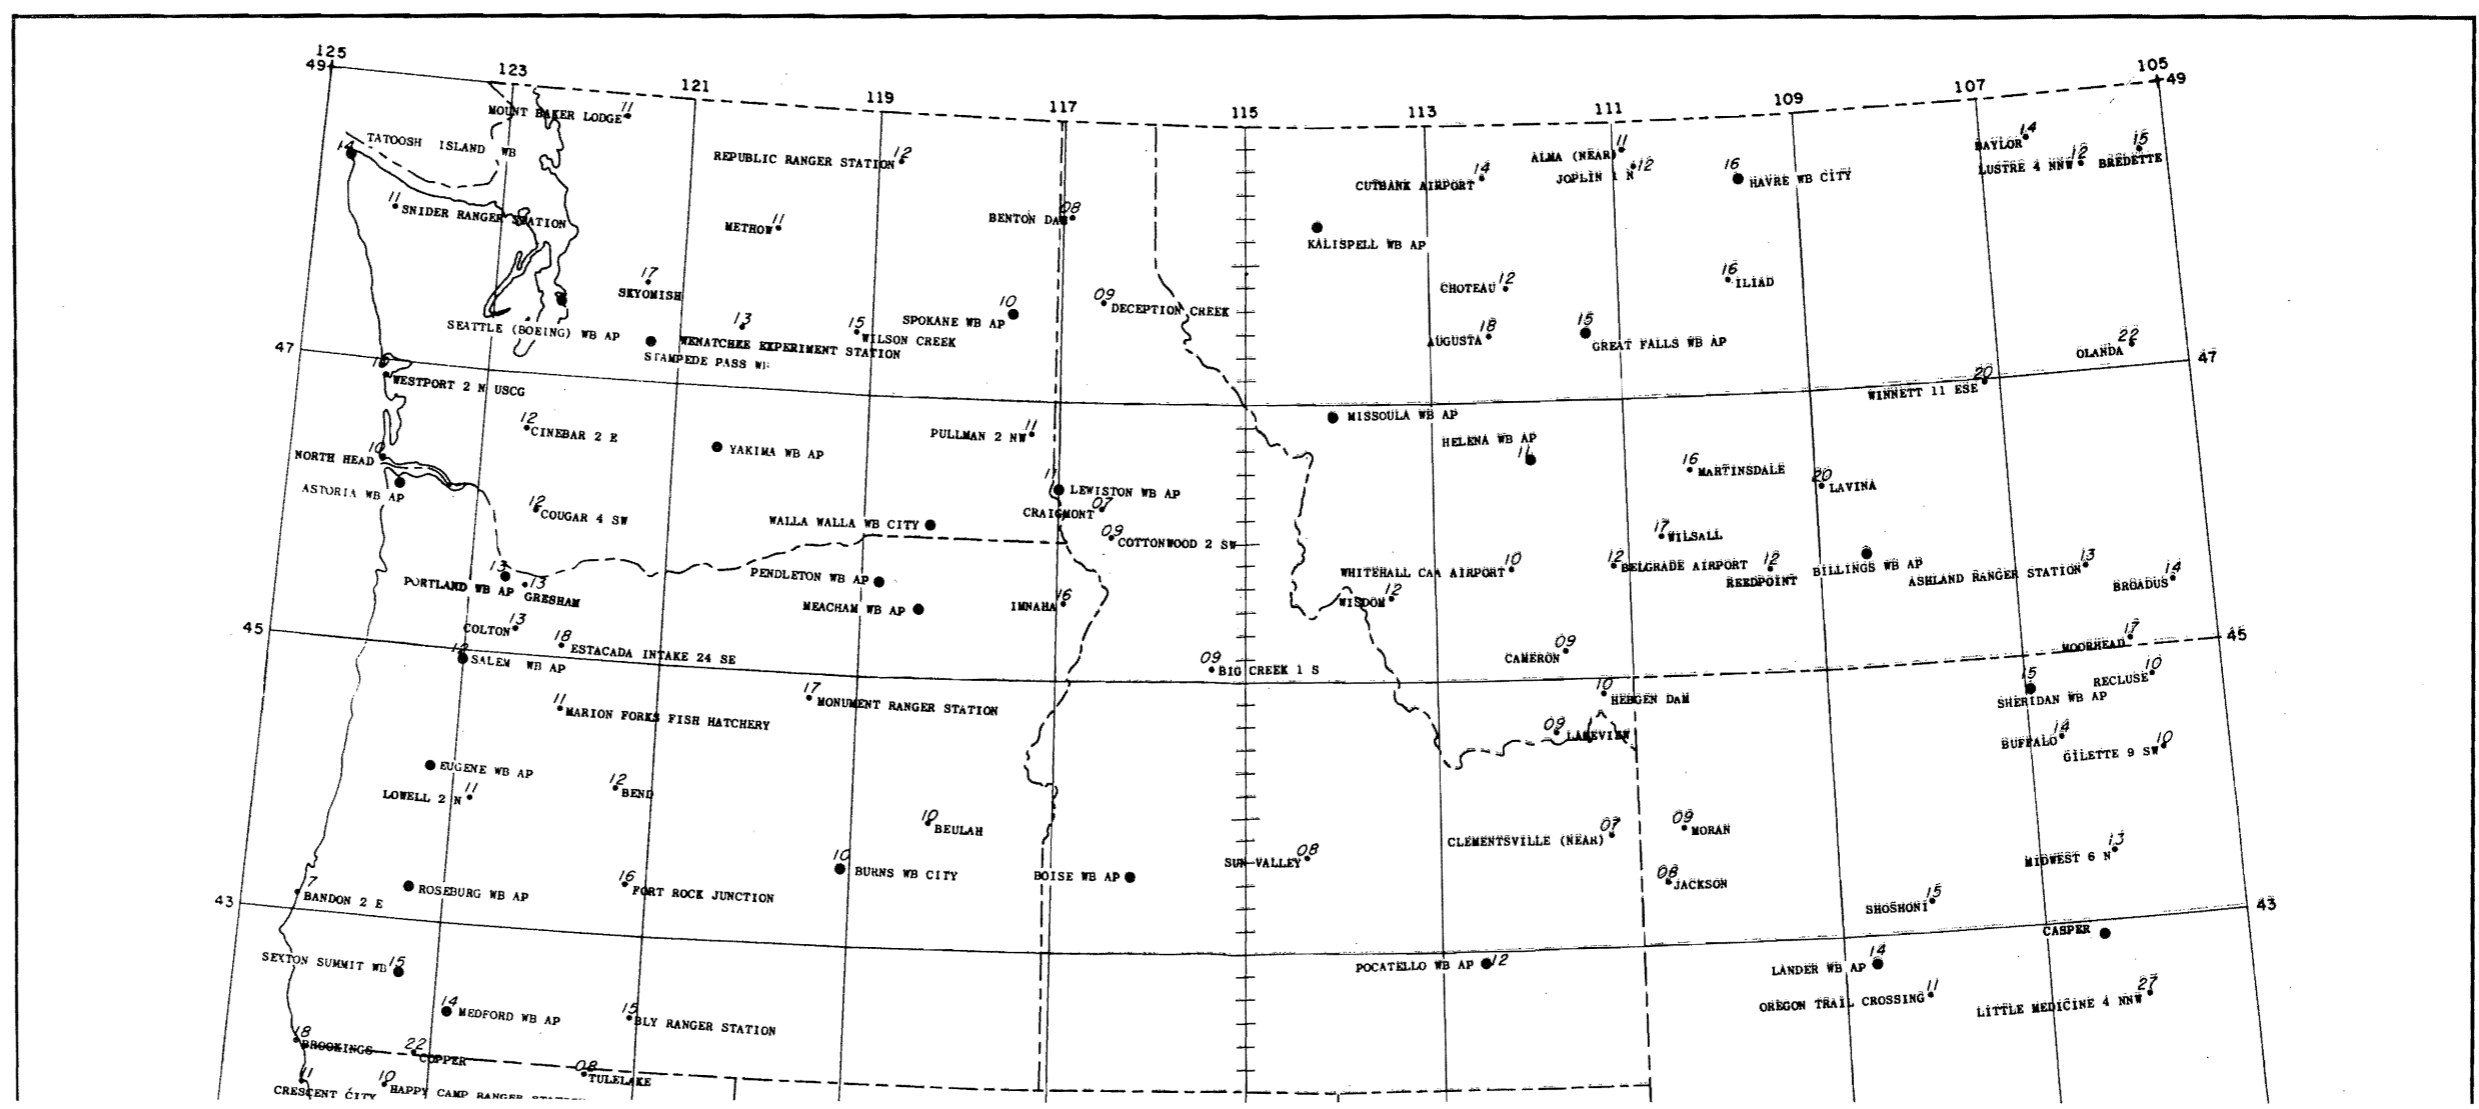 125
49
123
121
119
117
115
113
111
109
107
105
49
MOUNT BAKER LODGE 11
TATOOSH ISLAND WB
14
REPUBLIC RANGER STATION 12
ALMA (NEAR) 11
JOPLIN 1 N 12
CUTBANK AIRPORT 14
16 HAVRE WB CITY
BAYLOR 14
LUSTRE 4 NNW 12
BREDETTE 15
11 SNIDER RANGER STATION
METHOW 11
BENTON DAM 08
KALISPELL WB AP
17 SKYOMISH
CHOTEAU 12
16 ILIAD
09 DECEPTION CREEK
SPOKANE WB AP 10
SEATTLE (BOEING) WB AP
13 WENATCHEE EXPERIMENT STATION
15 WILSON CREEK
STAMPEDE PASS
AUGUSTA 18
15 GREAT FALLS WB AP
OLANDA 22
47
47
WESTPORT 2 N USCG
WINNETT 11 ESE 20
12 CINEBAR 2 E
YAKIMA WB AP
PULLMAN 2 NW 11
MISSOULA WB AP
HELENA WB AP
16 MARTINSDALE
20 LAVINA
NORTH HEAD 10
ASTORIA WB AP
12 COUGAR 4 SW
LEWISTON WB AP
CRAIGMONT 07
WALLA WALLA WB CITY
09 COTTONWOOD 2 SW
17 WILSALL
PORTLAND WB AP 13
13 GRESHAM
PENDLETON WB AP
MEACHAM WB AP
IMNAHA 16
WHITEHALL CAA AIRPORT 10
WISDOM 12
12 BELGRADE AIRPORT
12 REEDPOINT
BILLINGS WB AP
ASHLAND RANGER STATION 13
BROADUS 14
45
COLTON 13
SALEM WB AP
18 ESTACADA INTAKE 24 SE
09 BIG CREEK 1 S
CAMERON 09
MOORHEAD 17
45
11 MARION FORKS FISH HATCHERY
17 MONUMENT RANGER STATION
10 HEBGEN DAM
09 LAKEVIEW
15 SHERIDAN WB AP
RECLUSE 10
BUFFALO 14
GILETTE 9 SW 10
EUGENE WB AP
LOWELL 2 N 11
12 BEND
10 BEULAH
CLEMENTSVILLE (NEAR) 07
09 MORAN
MIDWEST 6 N 13
7 BANDON 2 E
ROSEBURG WB AP
16 FORT ROCK JUNCTION
10 BURNS WB CITY
BOISE WB AP
SUN VALLEY 08
08 JACKSON
SHOSHONI 15
43
43
CASPER
SEXTON SUMMIT WB 15
POCATELLO WB AP 12
LANDER WB AP 14
OREGON TRAIL CROSSING 11
LITTLE MEDICINE 4 NNW 27
14 MEDFORD WB AP
15 BLY RANGER STATION
18 BROOKINGS
22 COPPER
08 TULELAKE
11 CRESCENT CITY
10 HAPPY CAMP RANGER